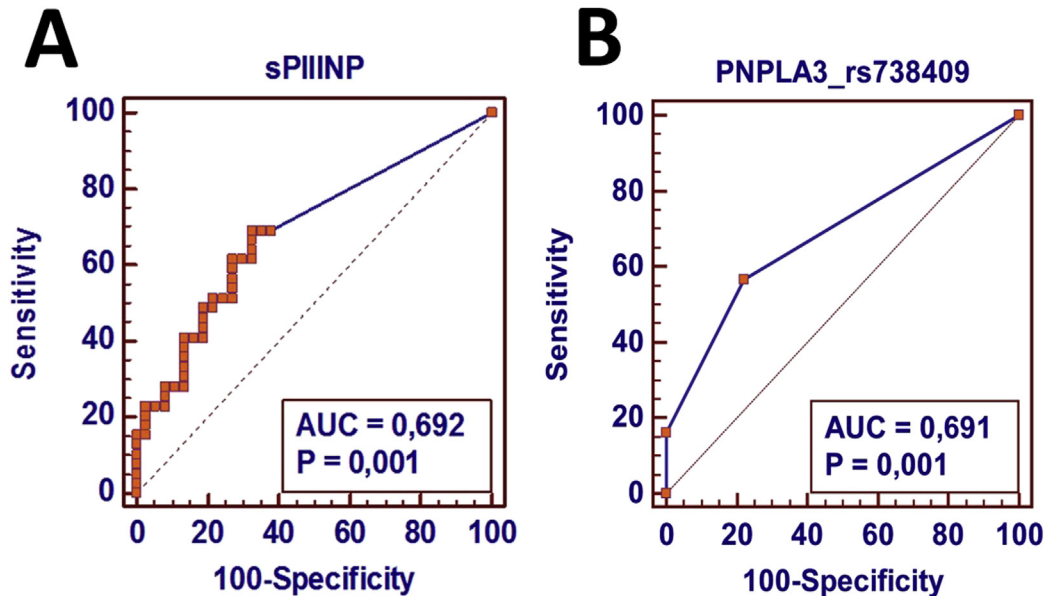 A
sPIIINP
100
80
60
40
20
0
Sensitivity
AUC = 0,692
P = 0,001
0 20 40 60 80 100
100-Specificity
B
PNPLA3_rs738409
100
80
60
40
20
0
Sensitivity
AUC = 0,691
P = 0,001
0 20 40 60 80 100
100-Specificity